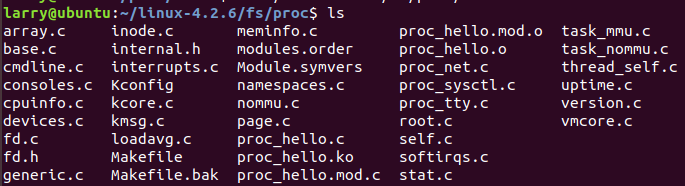 larry@ubuntu:~/linux-4.2.6/fs/proc$ ls
array.c inode.c meminfo.c proc_hello.mod.o task_mmu.c
base.c internal.h modules.order proc_hello.o task_nommu.c
cmdline.c interrupts.c Module.symvers proc_net.c thread_self.c
consoles.c Kconfig namespaces.c proc_sysctl.c uptime.c
cpuinfo.c kcore.c nommu.c proc_tty.c version.c
devices.c kmsg.c page.c root.c vmcore.c
fd.c loadavg.c proc_hello.c self.c
fd.h Makefile proc_hello.ko softirqs.c
generic.c Makefile.bak proc_hello.mod.c stat.c